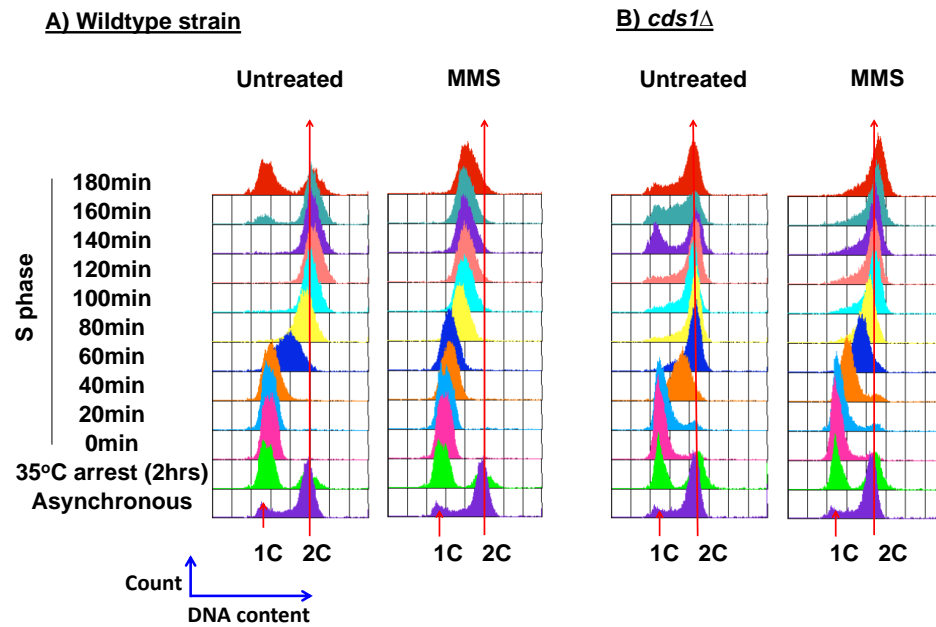 A) Wildtype strain
B) cds1Δ
Untreated
MMS
Untreated
MMS
S phase
180min
160min
140min
120min
100min
80min
60min
40min
20min
0min
35°C arrest (2hrs)
Asynchronous
1C 2C
1C 2C
1C 2C
1C 2C
Count
DNA content